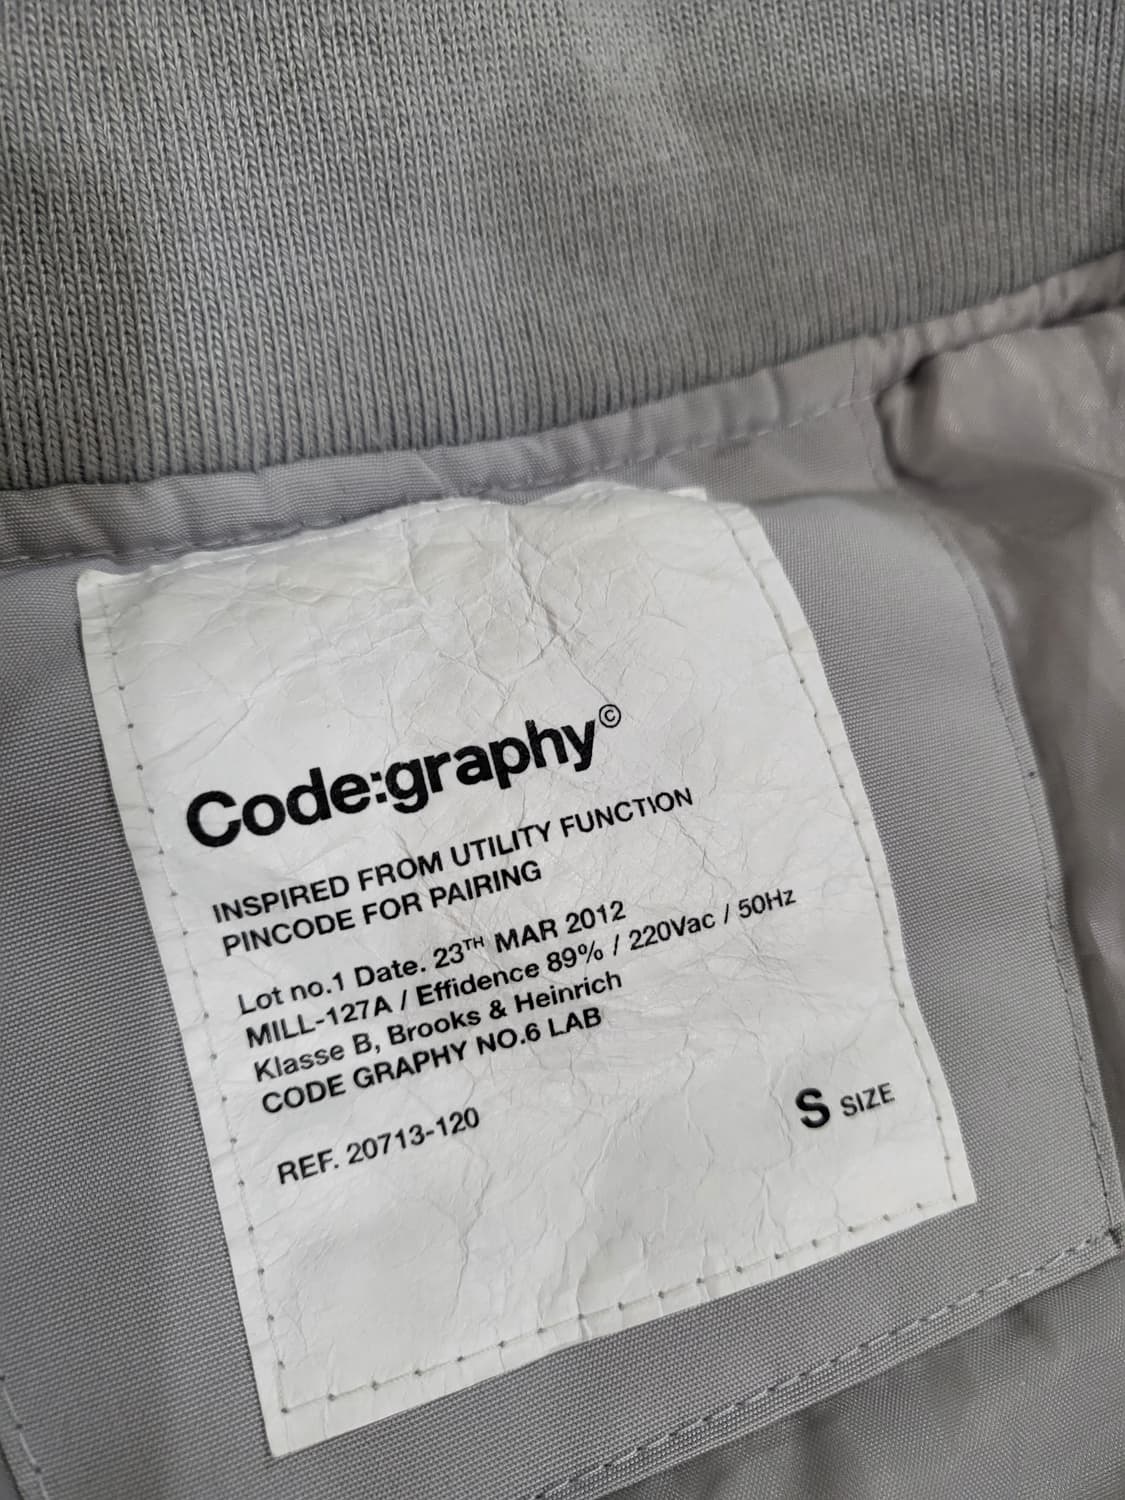 Code:graphy©
INSPIRED FROM UTILITY FUNCTION
PINCODE FOR PAIRING
Lot no.1 Date. 23TH MAR 2012
MILL-127A / Effidence 89% / 220Vac / 50Hz
Klasse B, Brooks & Heinrich
CODE GRAPHY NO.6 LAB
REF. 20713-120
S SIZE